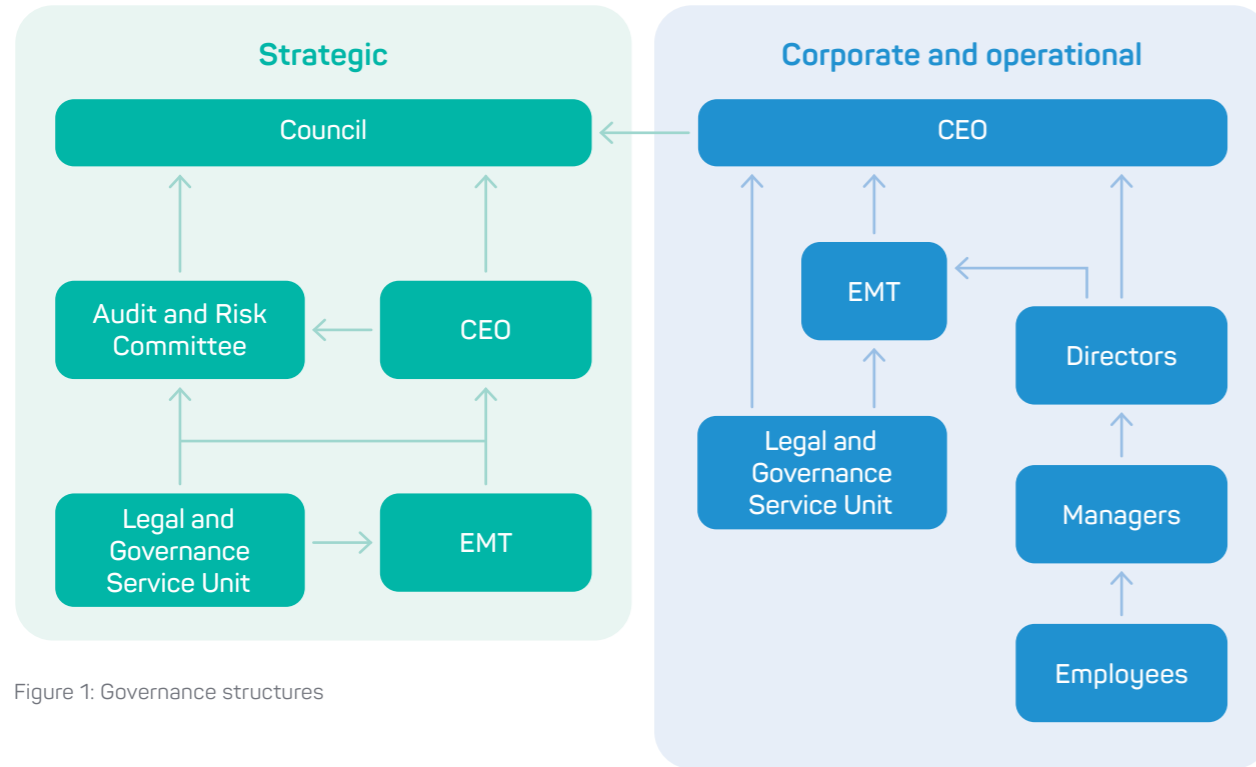 Strategic
Council
Audit and Risk
Committee
CEO
Legal and
Governance
Service Unit
EMT
Figure 1: Governance structures
Corporate and operational
CEO
EMT
Directors
Legal and
Governance
Service Unit
Managers
Employees